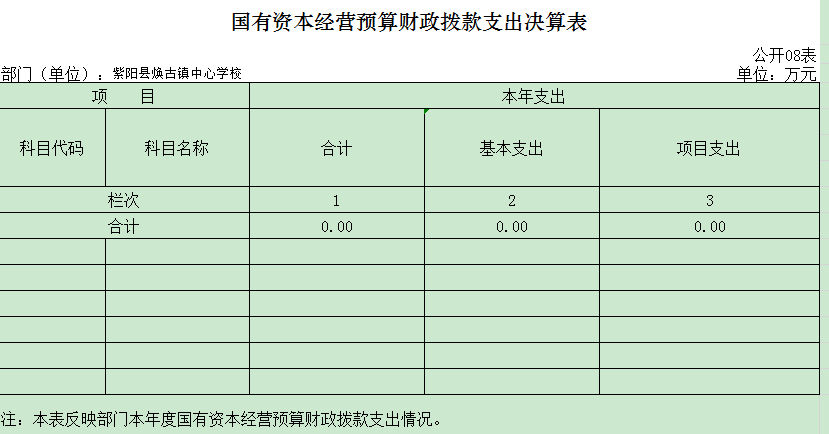 国有资本经营预算财政拨款支出决算表
公开08表
部门（单位）：紫阳县焕古镇中心学校 单位：万元
项 目 本年支出
科目代码 科目名称 合计 基本支出 项目支出
栏次 1 2 3
合计 0.00 0.00 0.00
注：本表反映部门本年度国有资本经营预算财政拨款支出情况。